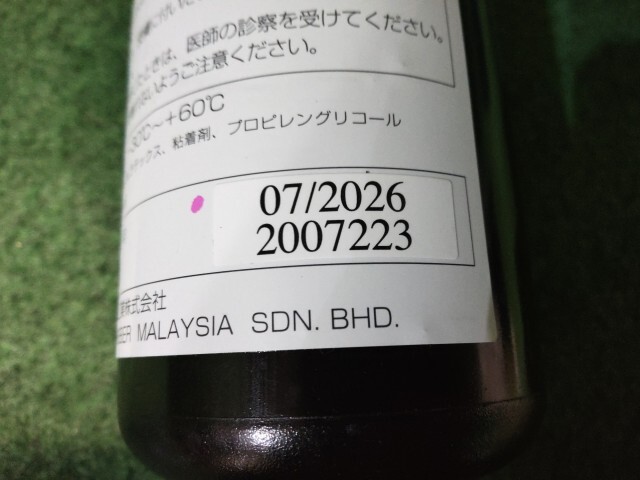 医師の診察を受けてください。
ようご注意ください。
30℃~+60℃
粘着剤、プロピレングリコール
07/2026
2007223
株式会社
MALAYSIA SDN. BHD.